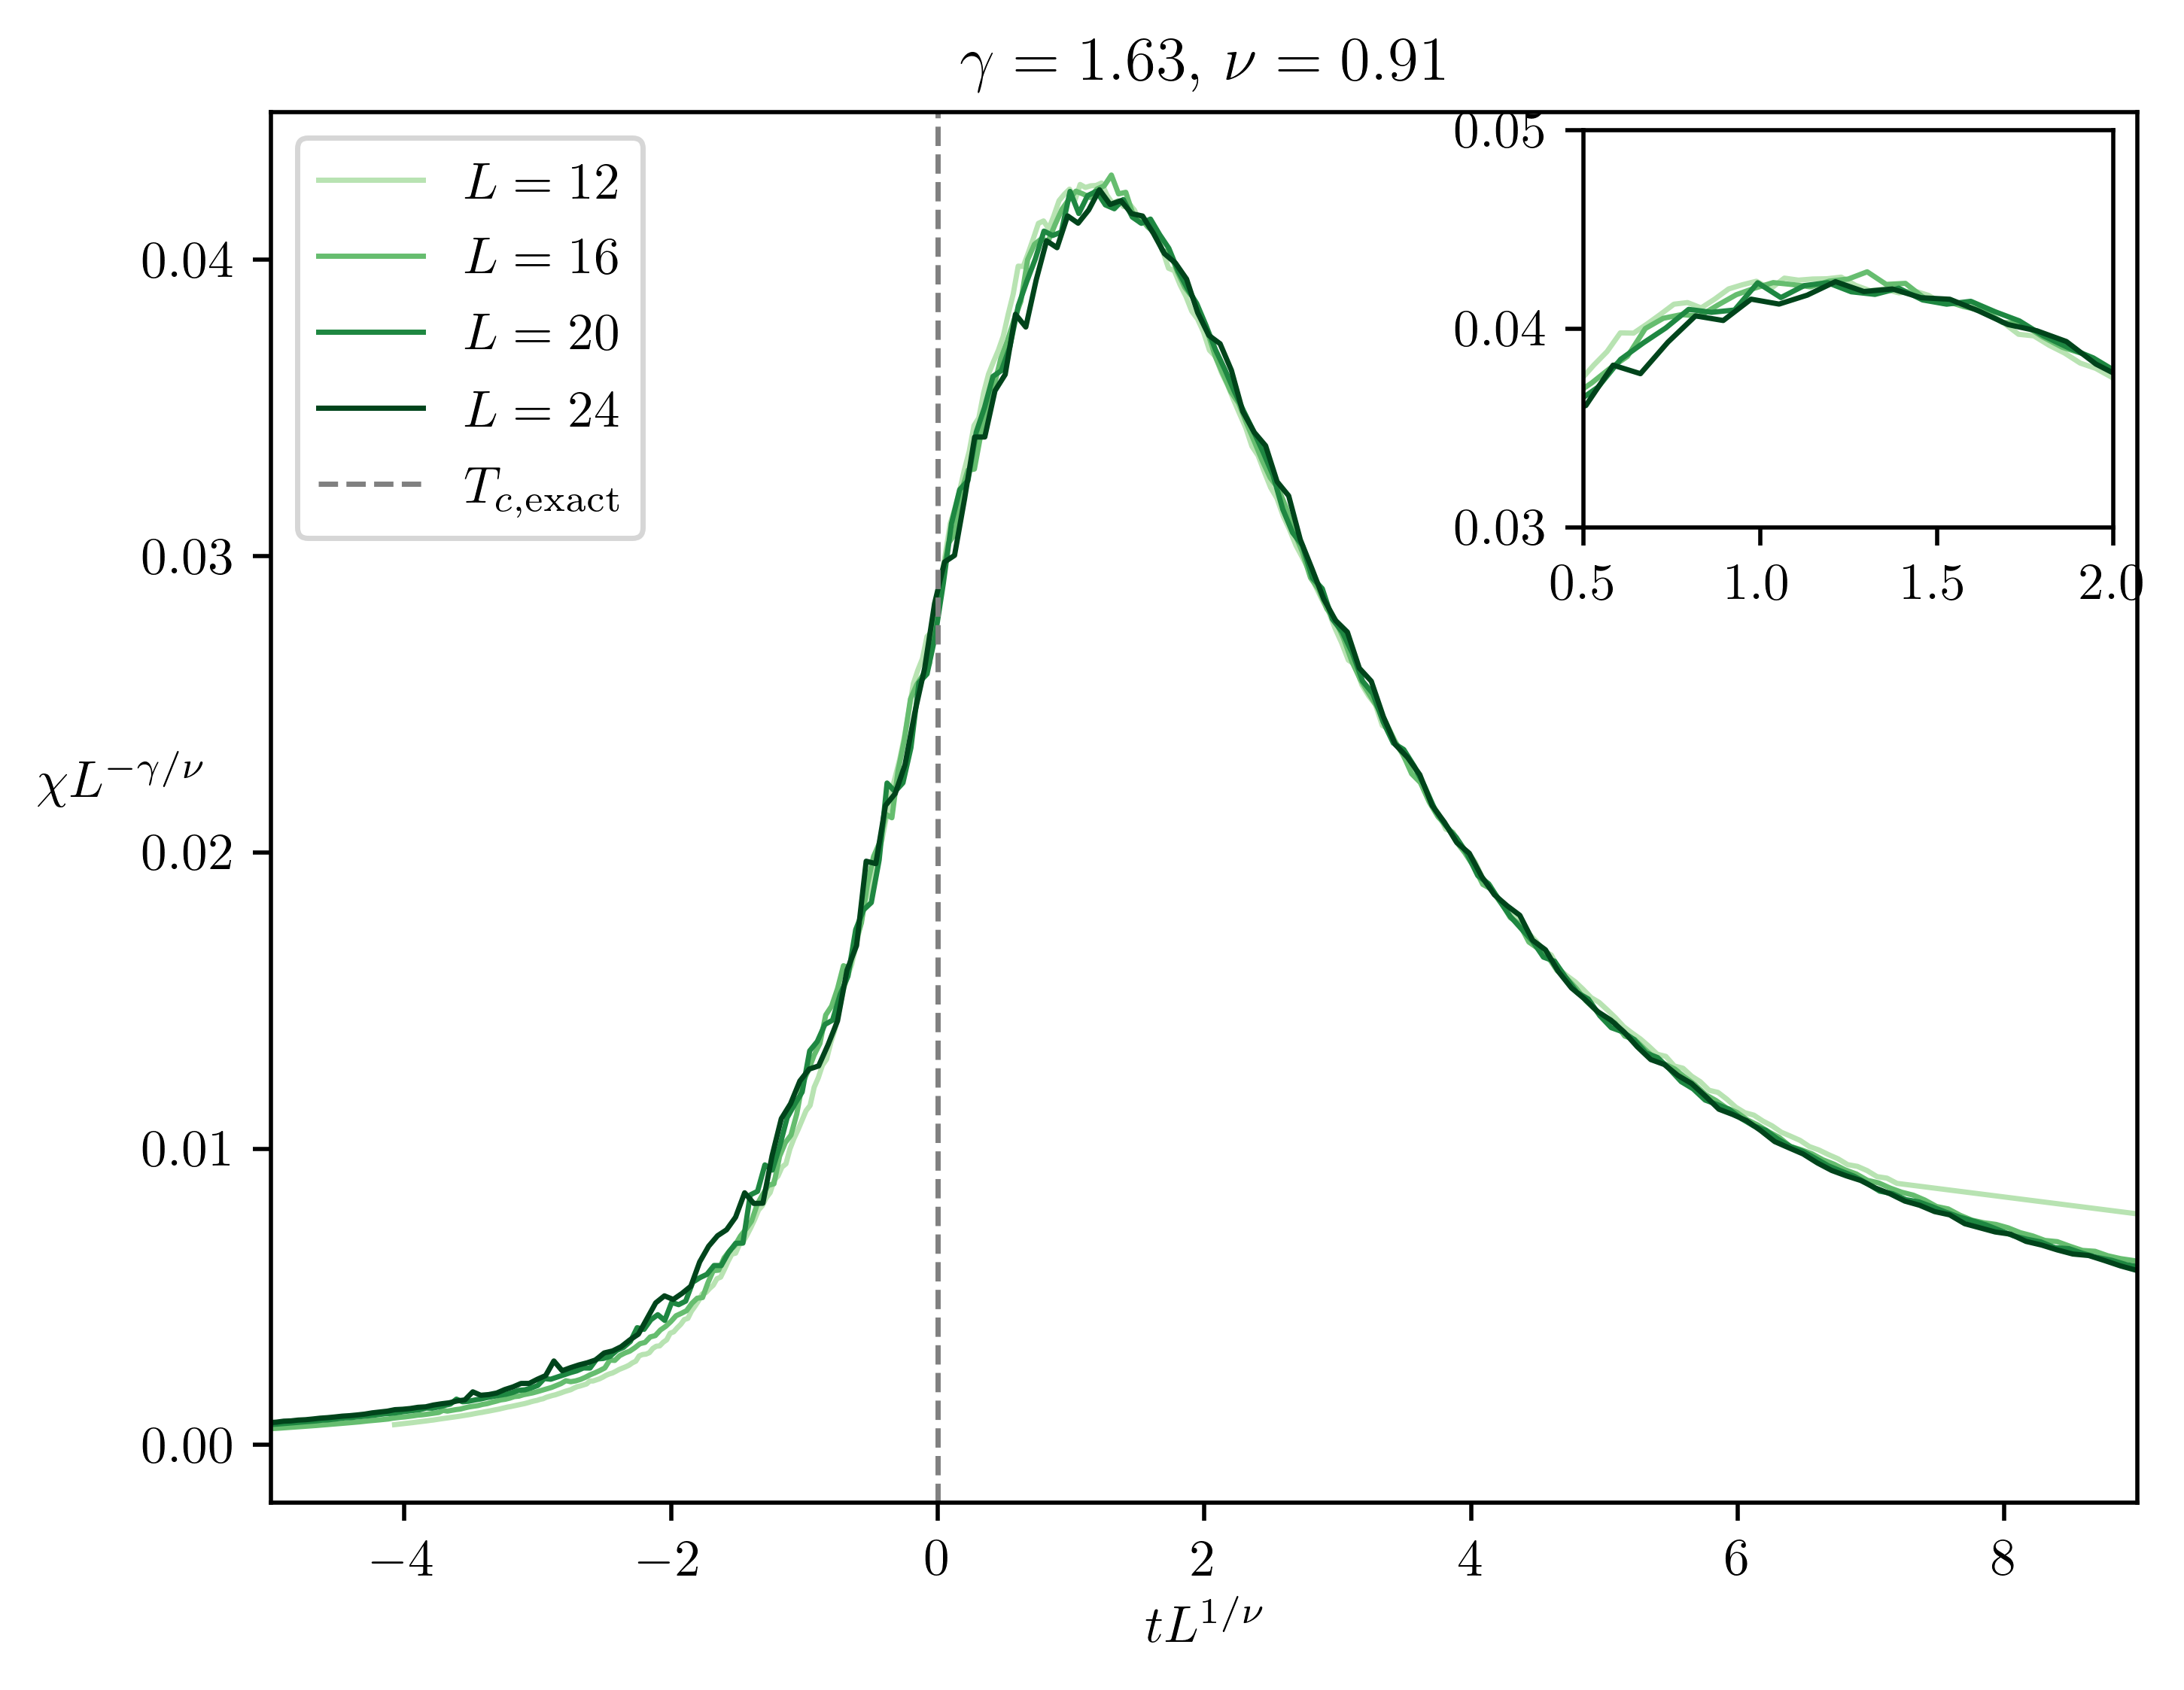 γ = 1.63, ν = 0.91
L = 12
L = 16
L = 20
L = 24
T_{c,exact}
0.05
0.04
0.03
0.5 1.0 1.5 2.0
0.04
0.03
0.02
0.01
0.00
χL^{−γ/ν}
−4 −2 0 2 4 6 8
tL^{1/ν}